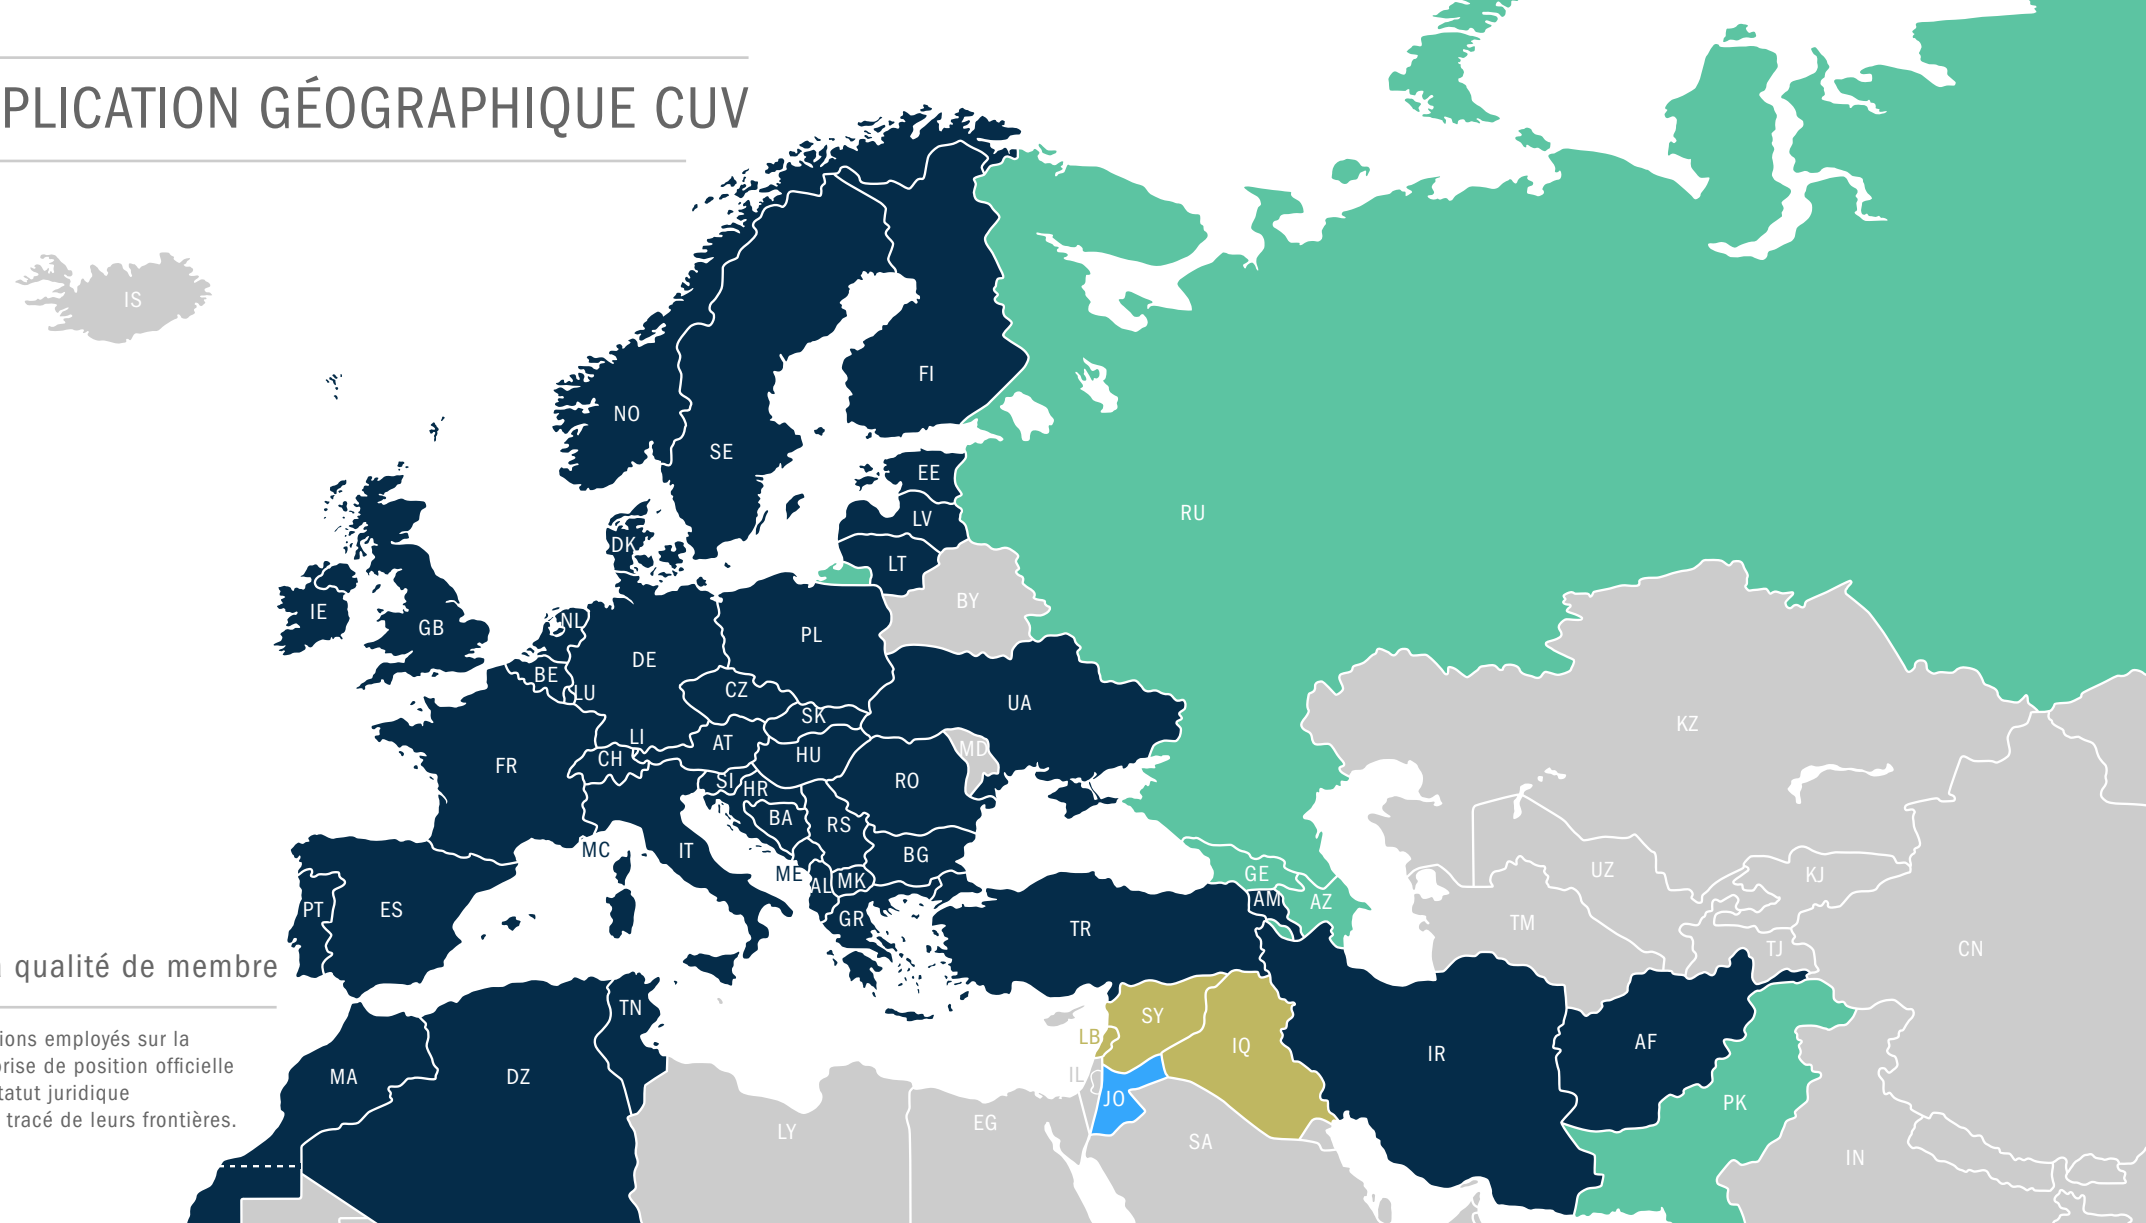 PLICATION GÉOGRAPHIQUE CUV
IS
FI
NO
SE
EE
RU
LV
DK
LT
BY
IE
GB
NL
PL
DE
BE
CZ
LU
UA
SK
KZ
LI
AT
MD
HU
CH
FR
SI
RO
HR
BA
RS
MC
IT
BG
UZ
ME
GE
KJ
AL
MK
AM
AZ
PT
ES
GR
TM
TR
CN
TJ
qualité de membre
TN
SY
ions employés sur la
LB
IQ
AF
IR
prise de position officielle
MA
DZ
IL
tatut juridique
JO
PK
tracé de leurs frontières.
EG
LY
SA
IN